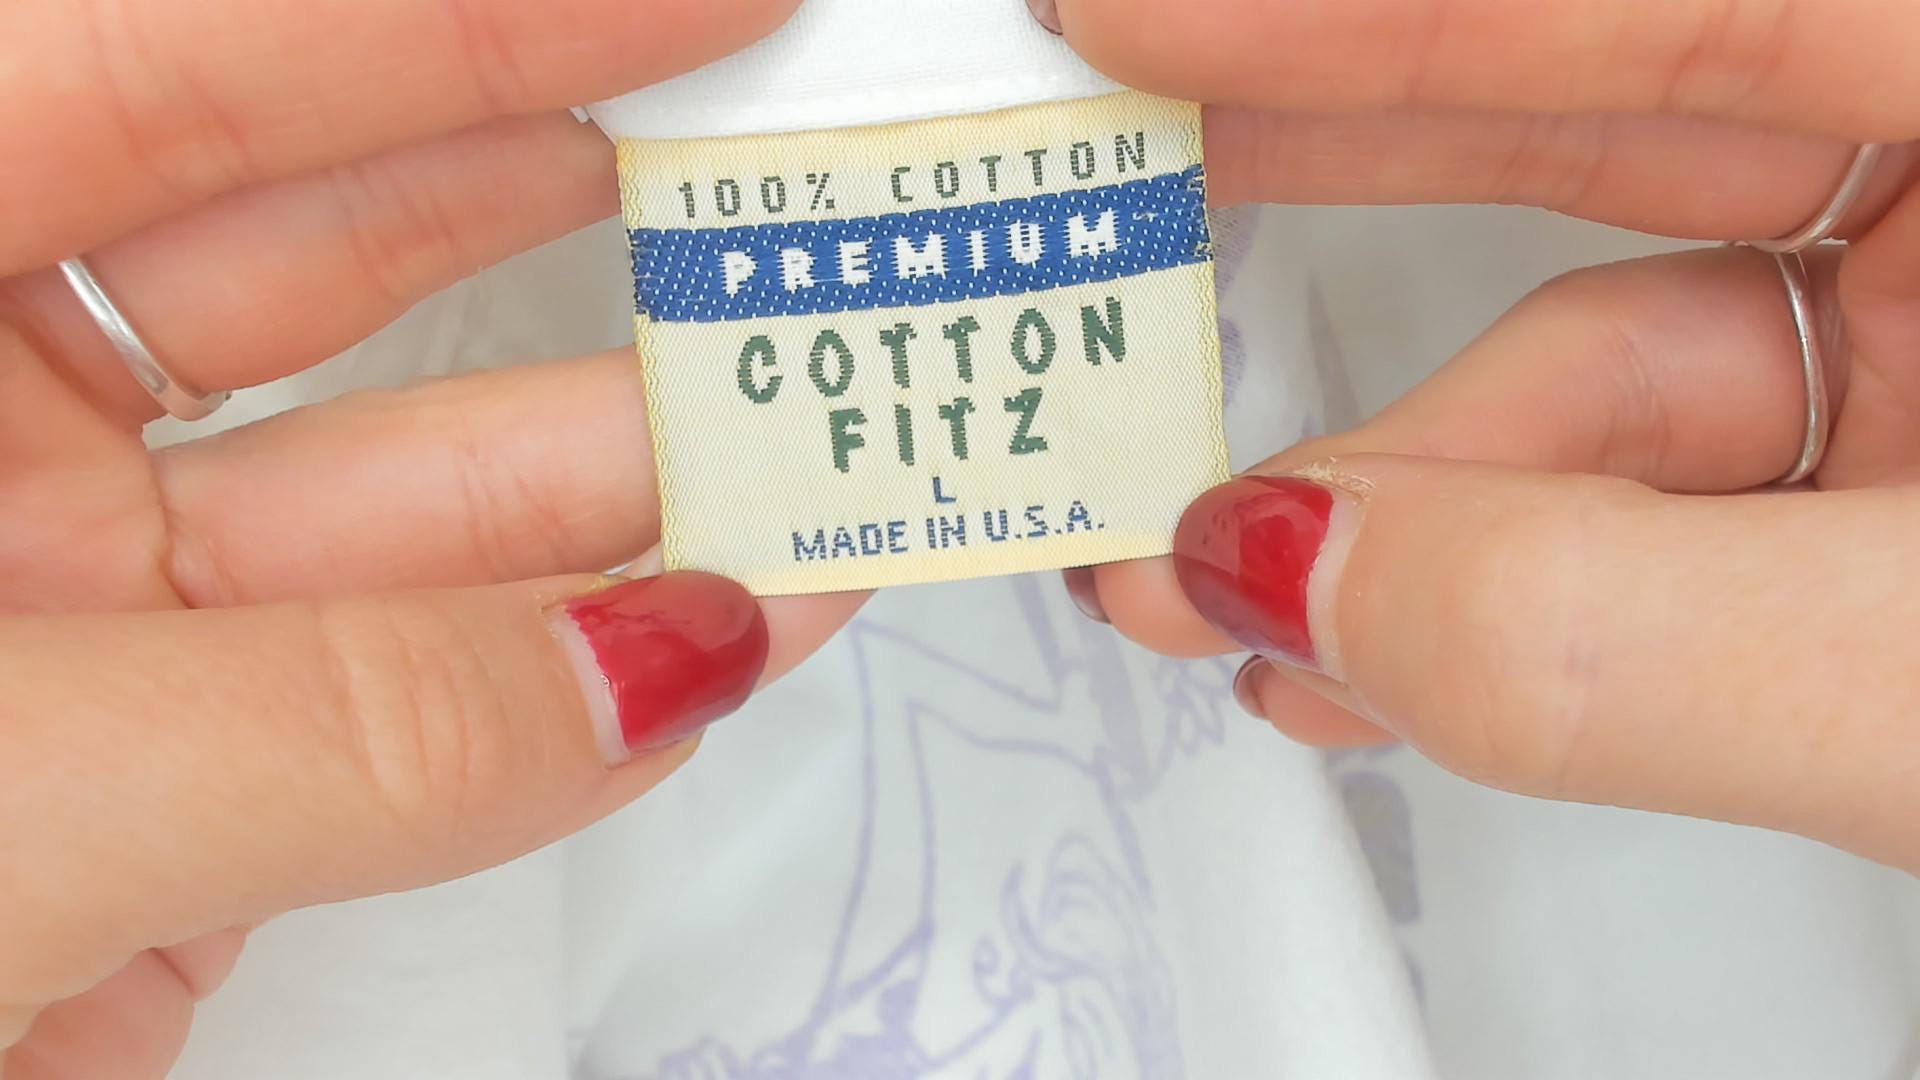 100% COTTON
PREMIUM
COTTON
FITZ
L
MADE IN U.S.A.